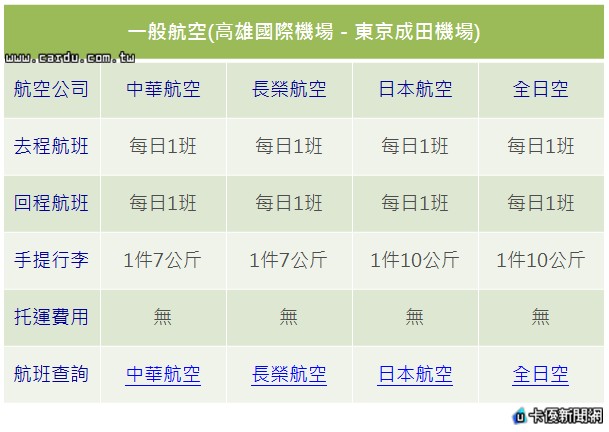 一般航空(高雄國際機場 - 東京成田機場)
www.cardu.com.tw
航空公司 中華航空 長榮航空 日本航空 全日空
去程航班 每日1班 每日1班 每日1班 每日1班
回程航班 每日1班 每日1班 每日1班 每日1班
手提行李 1件7公斤 1件7公斤 1件10公斤 1件10公斤
托運費用 無 無 無 無
航班查詢 中華航空 長榮航空 日本航空 全日空
卡優新聞網